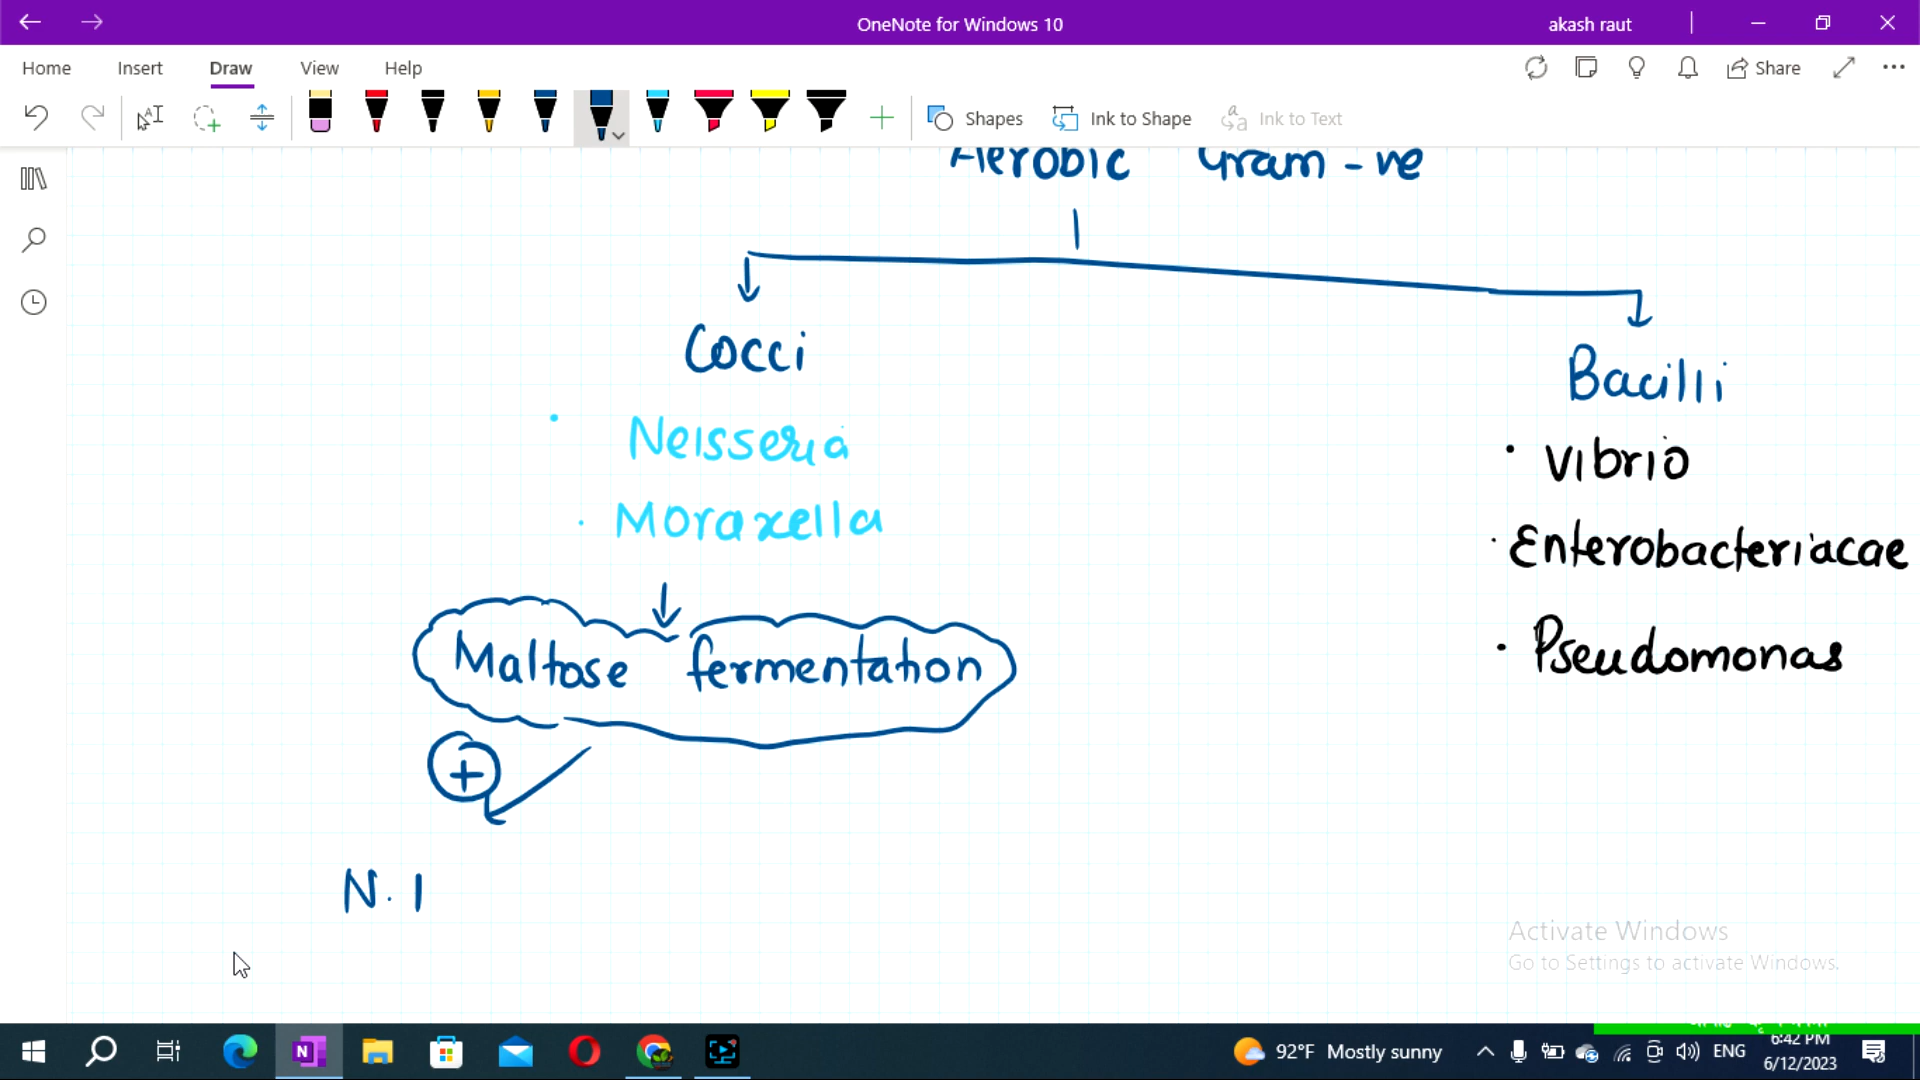 OneNote for Windows 10
akash raut
Home Insert Draw View Help
Share
Shapes Ink to Shape Ink to Text
Aerobic Gram -ve
Cocci
Bacilli
• Neisseria
• Vibrio
• Moraxella
• Enterobacteriacae
Maltose fermentation
• Pseudomonas
+
N. l
Activate Windows
Go to Settings to activate Windows.
92°F Mostly sunny
ENG
6:42 PM
6/12/2023